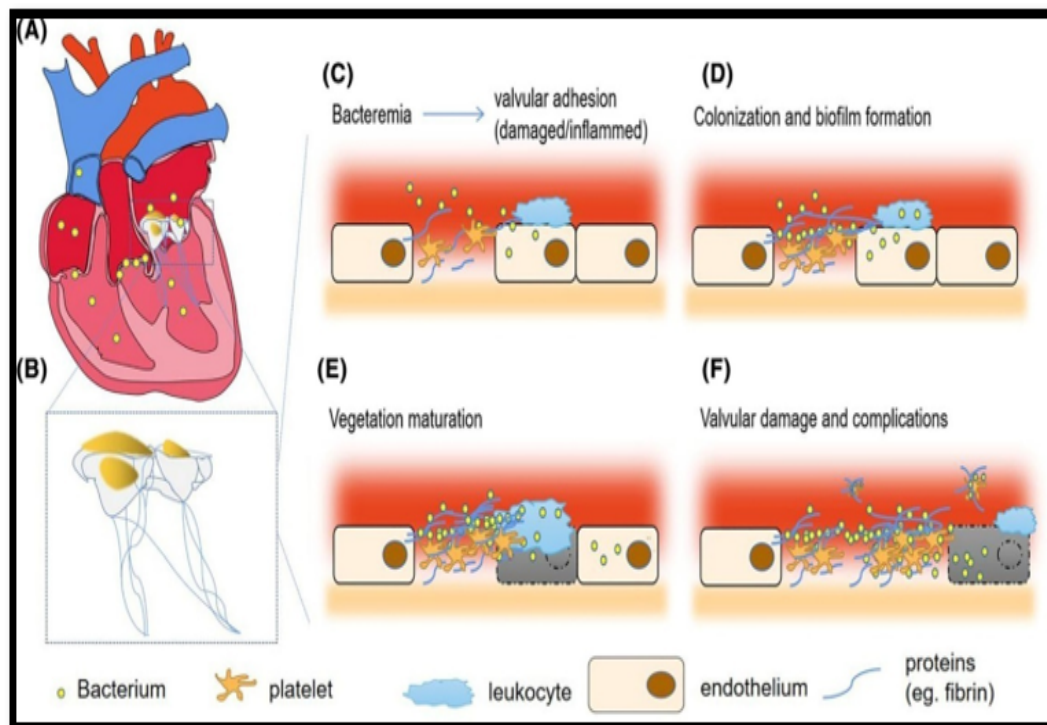 (A)
(C)
Bacteremia
valvular adhesion
(damaged/inflammed)
(D)
Colonization and biofilm formation
(B)
(E)
Vegetation maturation
(F)
Valvular damage and complications
Bacterium
platelet
leukocyte
endothelium
proteins
(eg. fibrin)